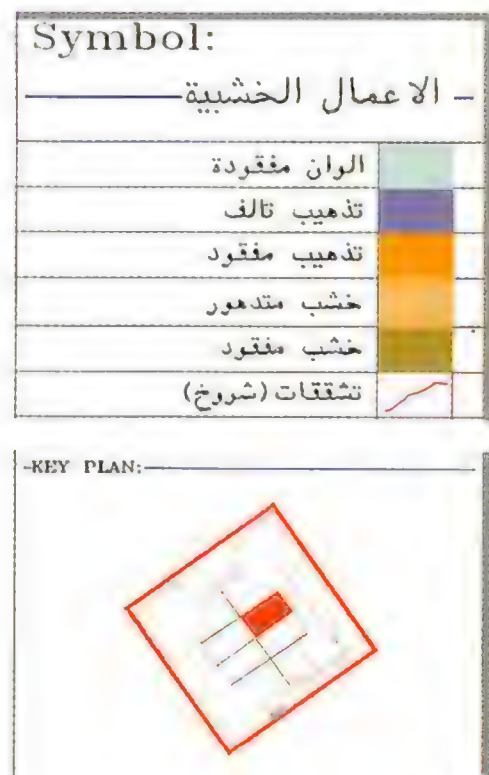 Symbol:
- الاعمال الخشبية
الوان مفقودة
تذهيب تالف
تذهيب مفقود
خشب متدهور
خشب مفقود
تشققات (شروخ)
KEY PLAN: